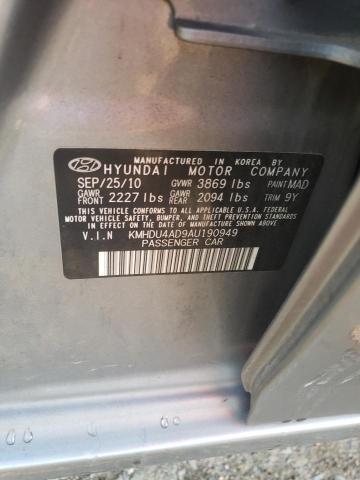 MANUFACTURED IN KOREA BY
HYUNDAI MOTOR COMPANY
SEP/25/10 GVWR 3869 lbs PAINT MAD
GAWR FRONT 2227 lbs GAWR REAR 2094 lbs TRIM 9Y
THIS VEHICLE CONFORMS TO ALL APPLICABLE U.S. FEDERAL
MOTOR VEHICLE SAFETY, BUMPER, AND THEFT PREVENTION
STANDARDS IN EFFECT ON THE DATE OF MANUFACTURE SHOWN ABOVE.
V.I.N KMHDU4AD9AU190949
PASSENGER CAR